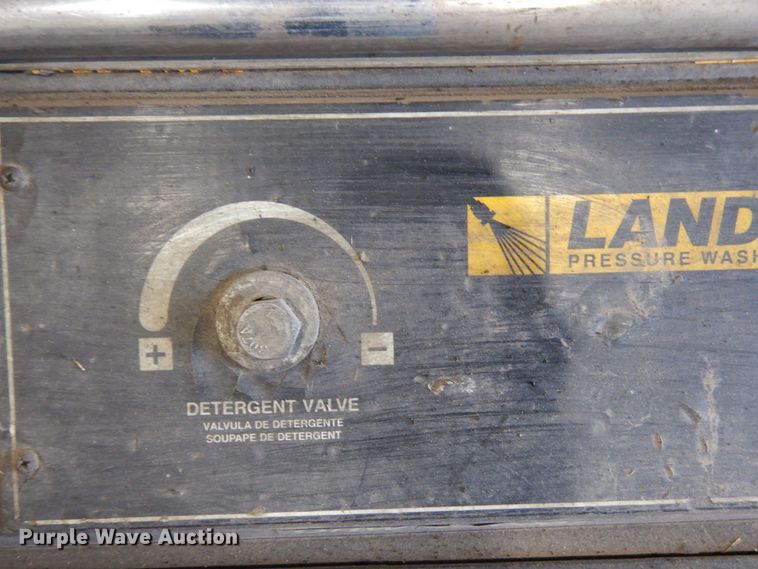 LAND
PRESSURE WASH
+
−
DETERGENT VALVE
VALVULA DE DETERGENTE
SOUPAPE DE DETERGENT
Purple Wave Auction